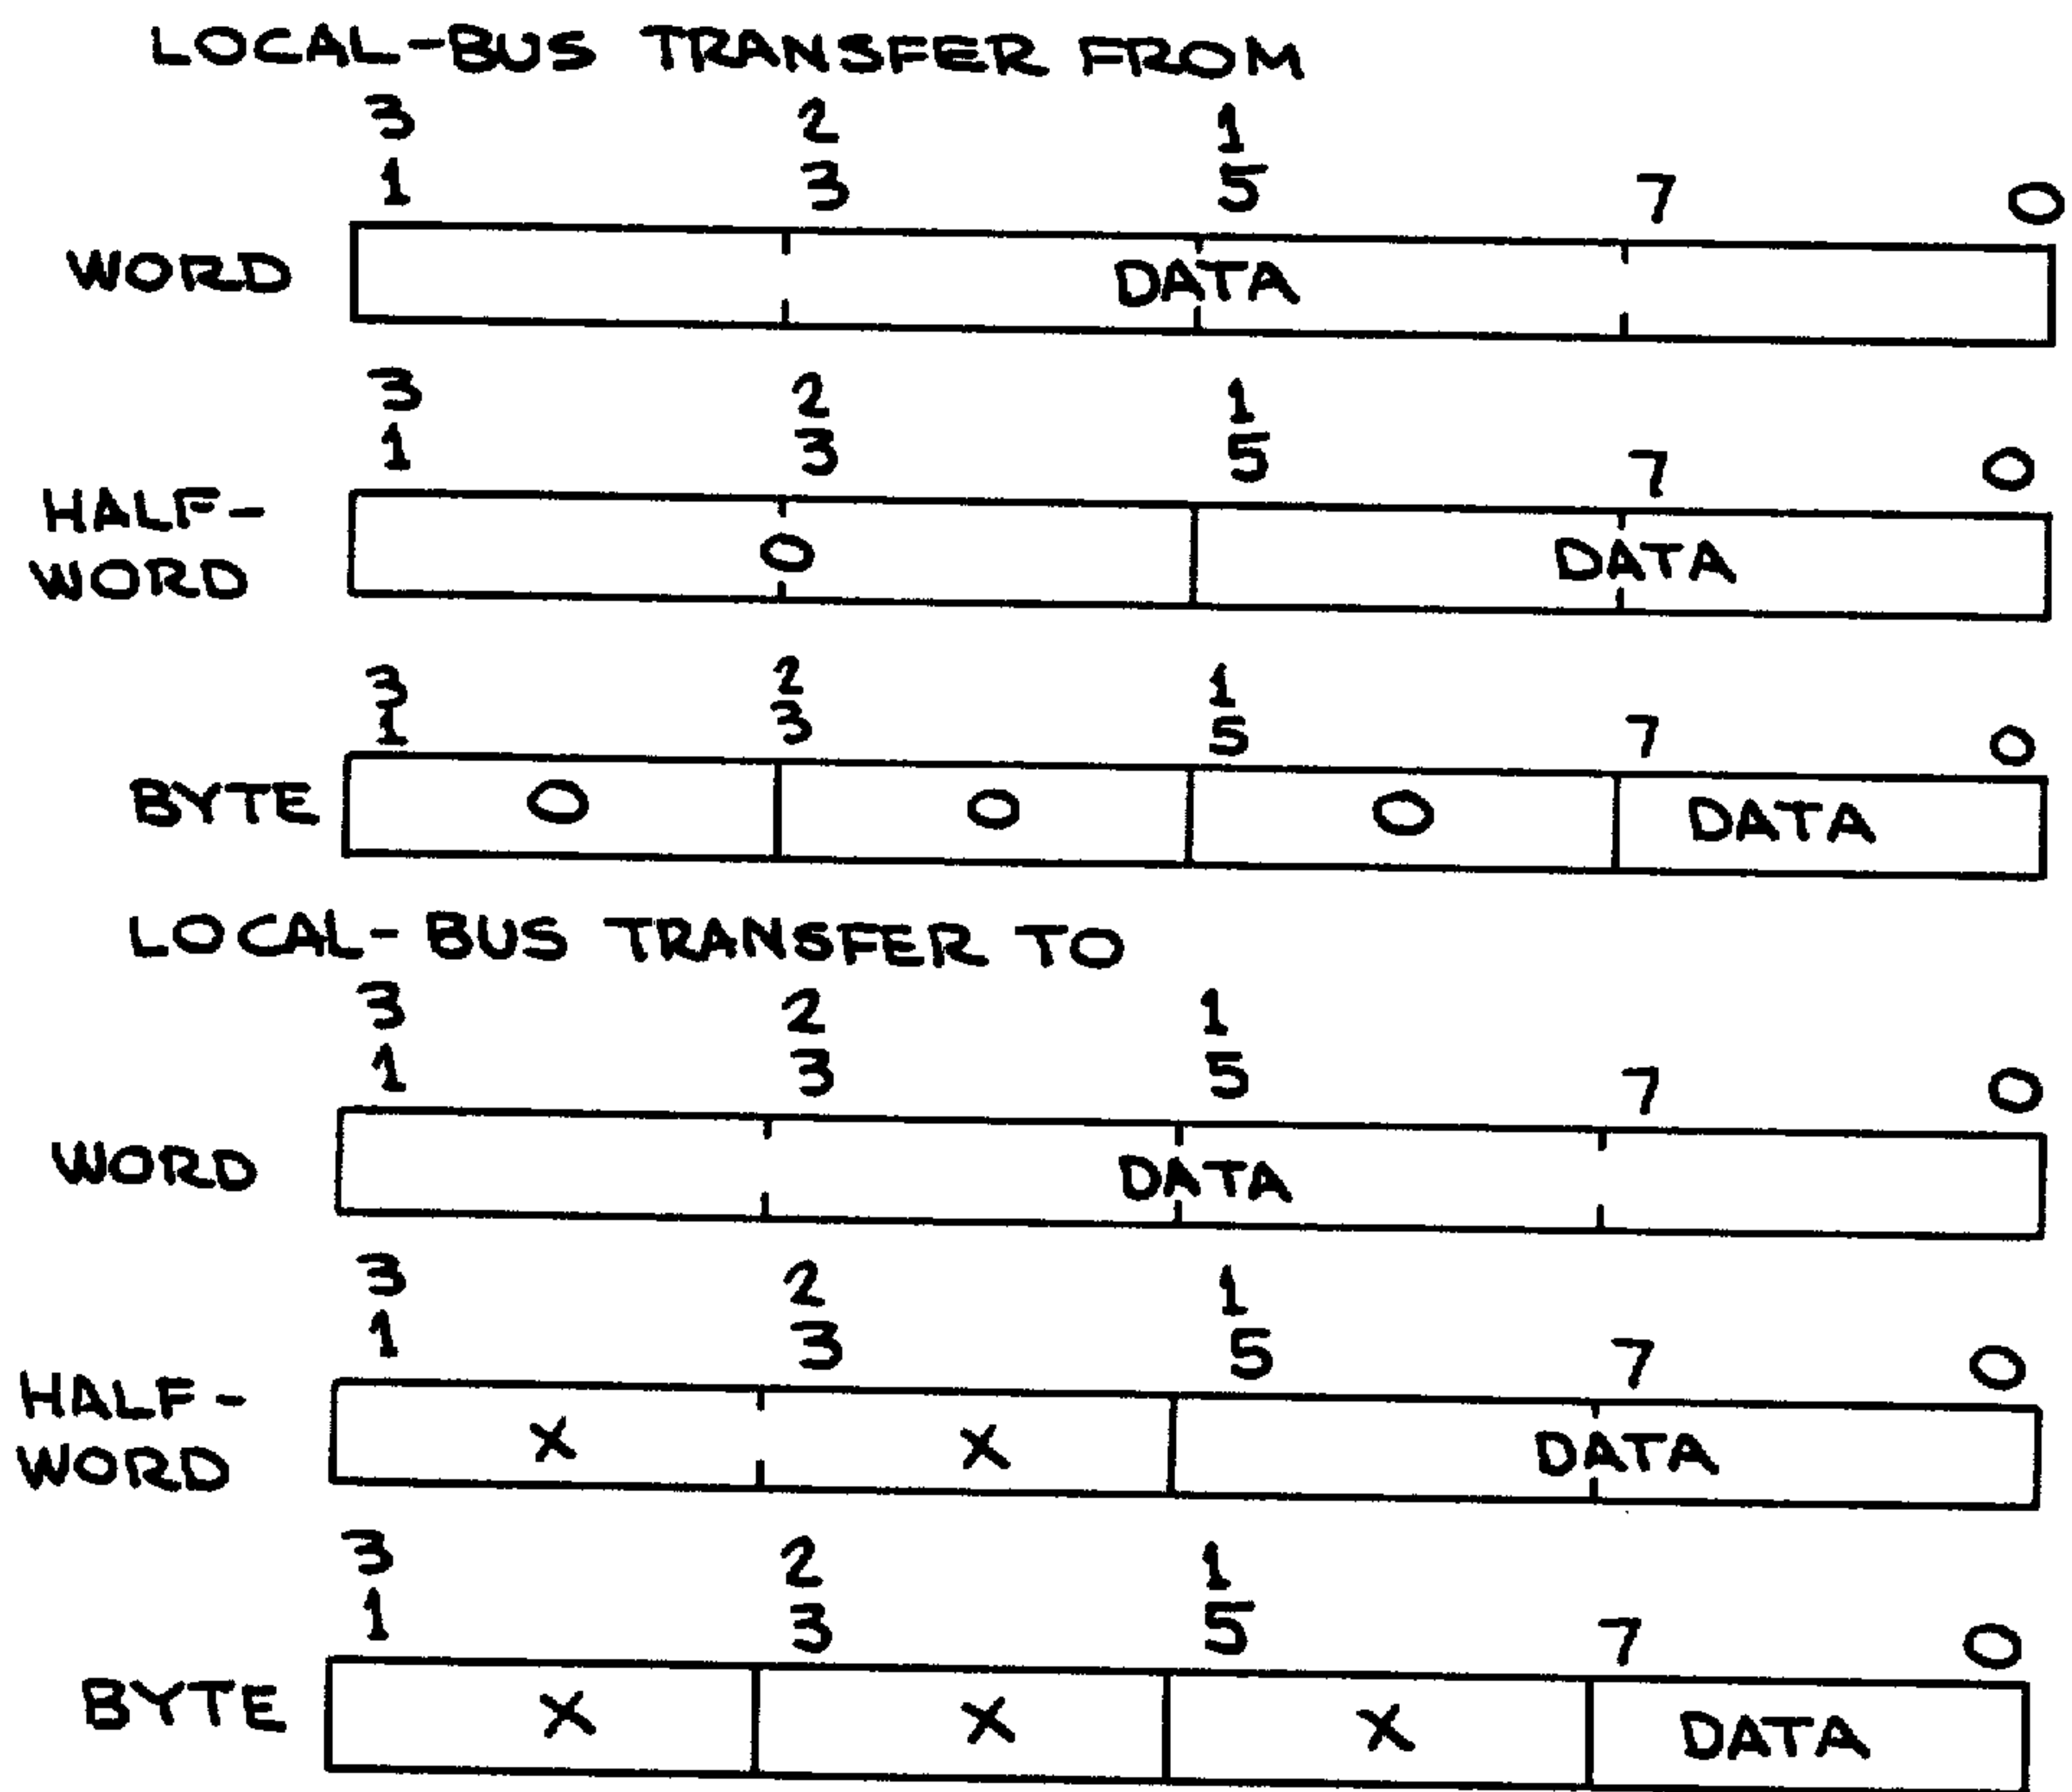 LOCAL-BUS TRANSFER FROM
3 2 1
1 3 5 7 0
WORD DATA
3 2 1
1 3 5 7 0
HALF-
WORD 0 DATA
3 2 1
1 3 5 7 0
BYTE 0 0 0 DATA
LOCAL-BUS TRANSFER TO
3 2 1
1 3 5 7 0
WORD DATA
3 2 1
1 3 5 7 0
HALF-
WORD X X DATA
3 2 1
1 3 5 7 0
BYTE X X X DATA